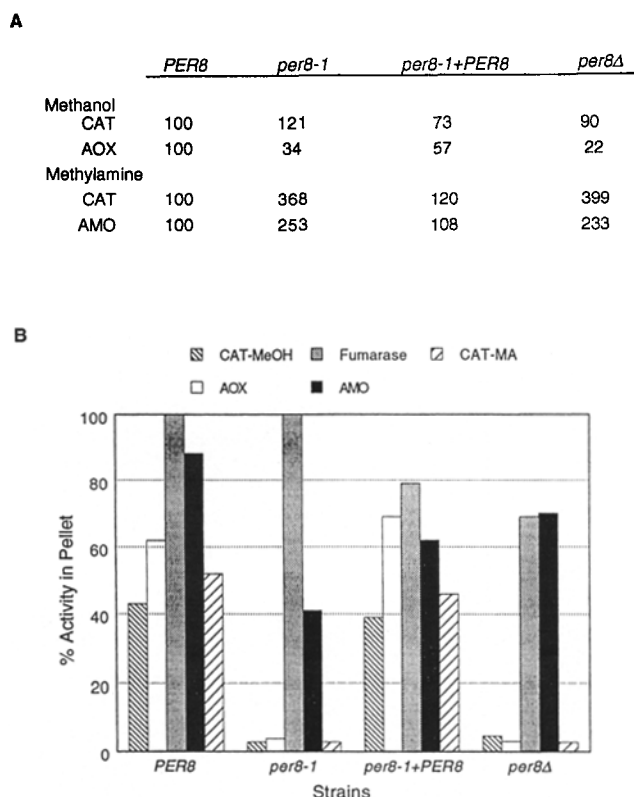 A
PER8 per8-1 per8-1+PER8 per8Δ
Methanol
CAT 100 121 73 90
AOX 100 34 57 22
Methylamine
CAT 100 368 120 399
AMO 100 253 108 233
B
CAT-MeOH Fumarase CAT-MA
AOX AMO
100
80
60
40
20
0
% Activity in Pellet
PER8 per8-1 per8-1+PER8 per8Δ
Strains